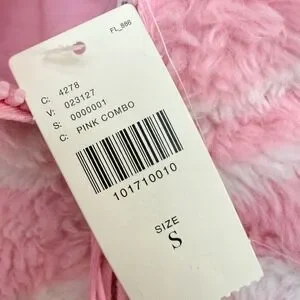 FL_886
C: 4278
V: 023127
S: 0000001
C: PINK COMBO
101710010
SIZE
S